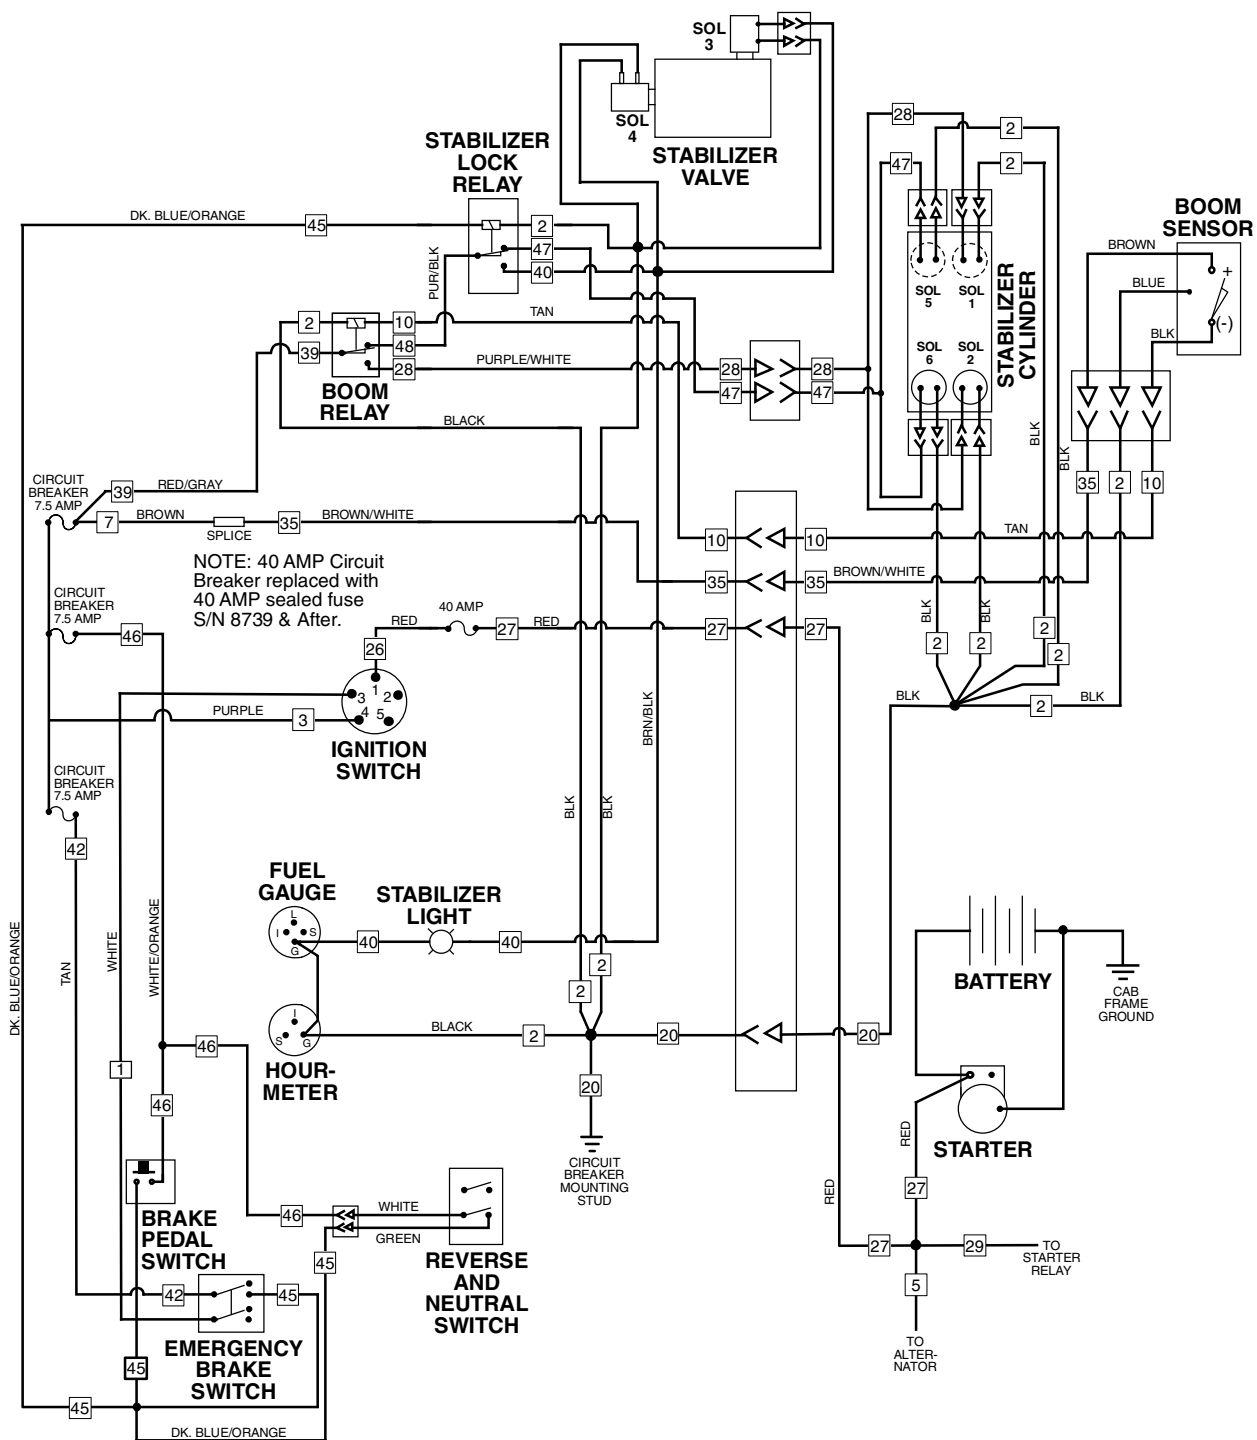 SOL
3
SOL
4
STABILIZER
VALVE
STABILIZER
LOCK
RELAY
28
2
47
2
BOOM
SENSOR
DK. BLUE/ORANGE
45
2
47
40
PUR/BLK
BROWN
BLUE
BLK
+
(-)
SOL
5
SOL
1
SOL
6
SOL
2
STABILIZER
CYLINDER
2
10
TAN
39
48
28
PURPLE/WHITE
28
28
47
47
BOOM
RELAY
BLACK
BLK
BLK
35
2
10
CIRCUIT
BREAKER
7.5 AMP
39
RED/GRAY
7
BROWN
SPLICE
35
BROWN/WHITE
10
10
TAN
NOTE: 40 AMP Circuit
Breaker replaced with
40 AMP sealed fuse
S/N 8739 & After.
35
35
BROWN/WHITE
CIRCUIT
BREAKER
7.5 AMP
46
RED
40 AMP
27
RED
27
27
BLK
BLK
2
2
2
2
26
1
2
3
4
5
PURPLE
3
IGNITION
SWITCH
BRN/BLK
BLK
2
BLK
CIRCUIT
BREAKER
7.5 AMP
42
BLK
BLK
FUEL
GAUGE
L
I
S
G
STABILIZER
LIGHT
40
40
DK. BLUE/ORANGE
TAN
WHITE
WHITE/ORANGE
2
2
BATTERY
CAB
FRAME
GROUND
I
S
G
HOUR-
METER
BLACK
2
20
20
46
1
46
20
CIRCUIT
BREAKER
MOUNTING
STUD
RED
STARTER
RED
27
BRAKE
PEDAL
SWITCH
46
WHITE
GREEN
45
REVERSE
AND
NEUTRAL
SWITCH
27
29
TO
STARTER
RELAY
5
TO
ALTER-
NATOR
42
45
EMERGENCY
BRAKE
SWITCH
45
45
DK. BLUE/ORANGE